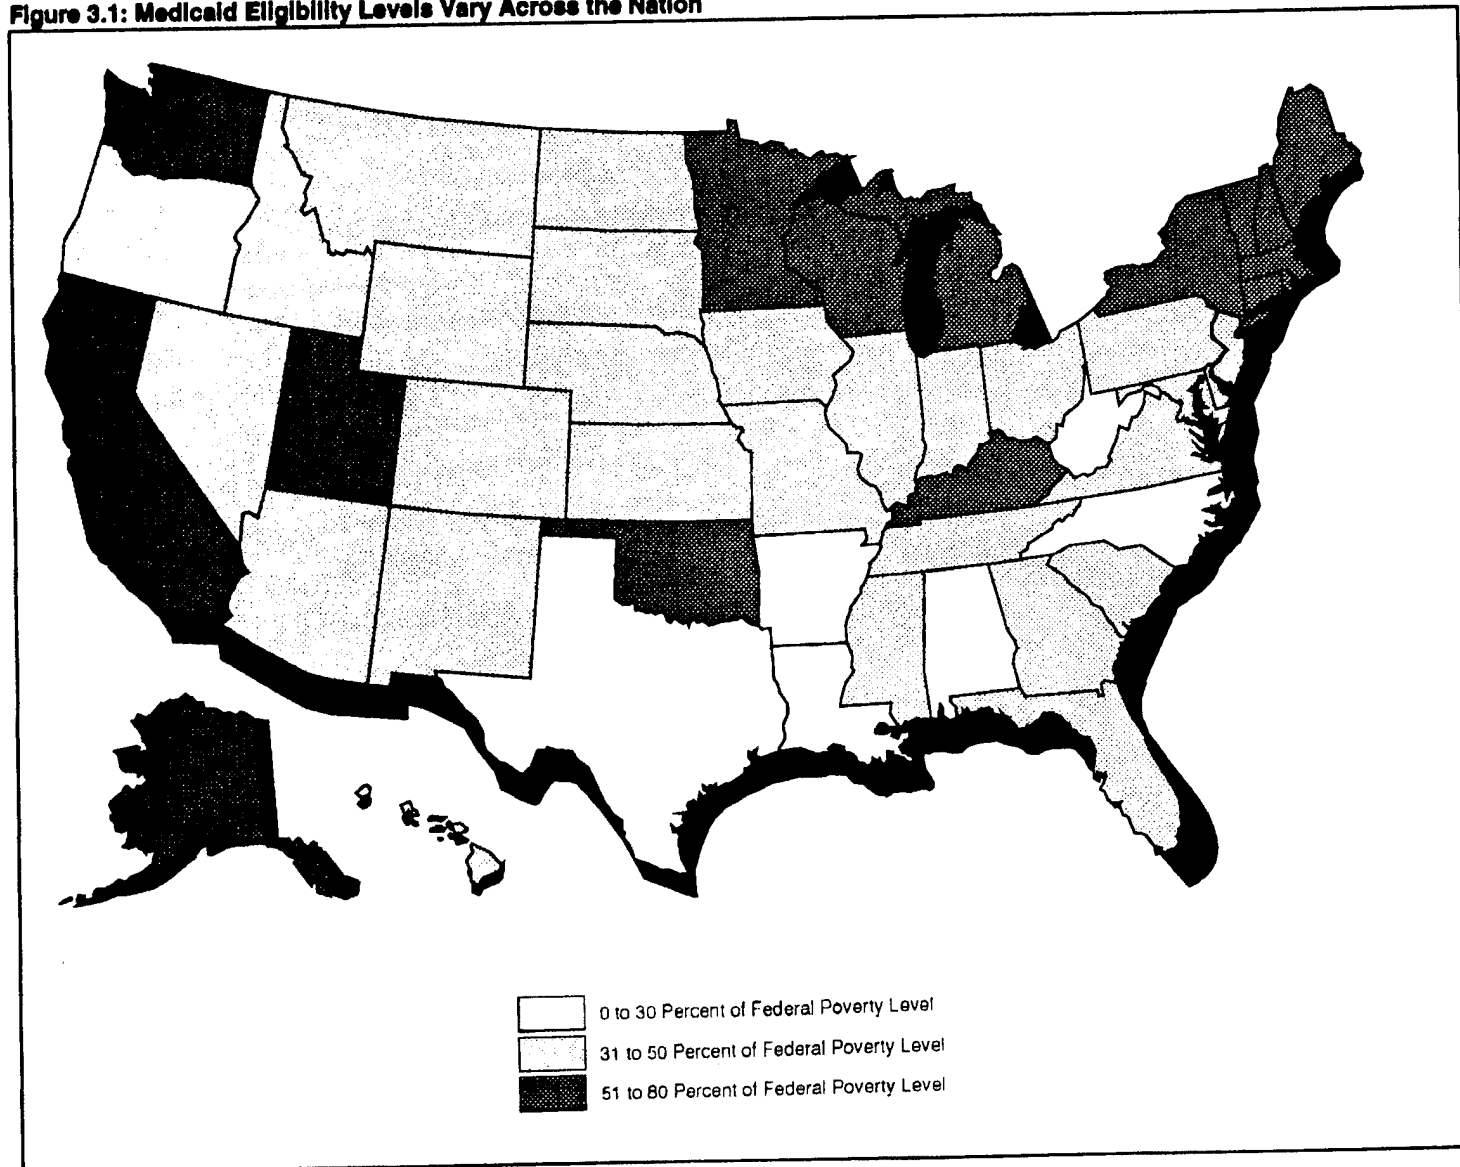 Figure 3.1: Medicaid Eligibility Levels Vary Across the Nation
0 to 30 Percent of Federal Poverty Level
31 to 50 Percent of Federal Poverty Level
51 to 80 Percent of Federal Poverty Level